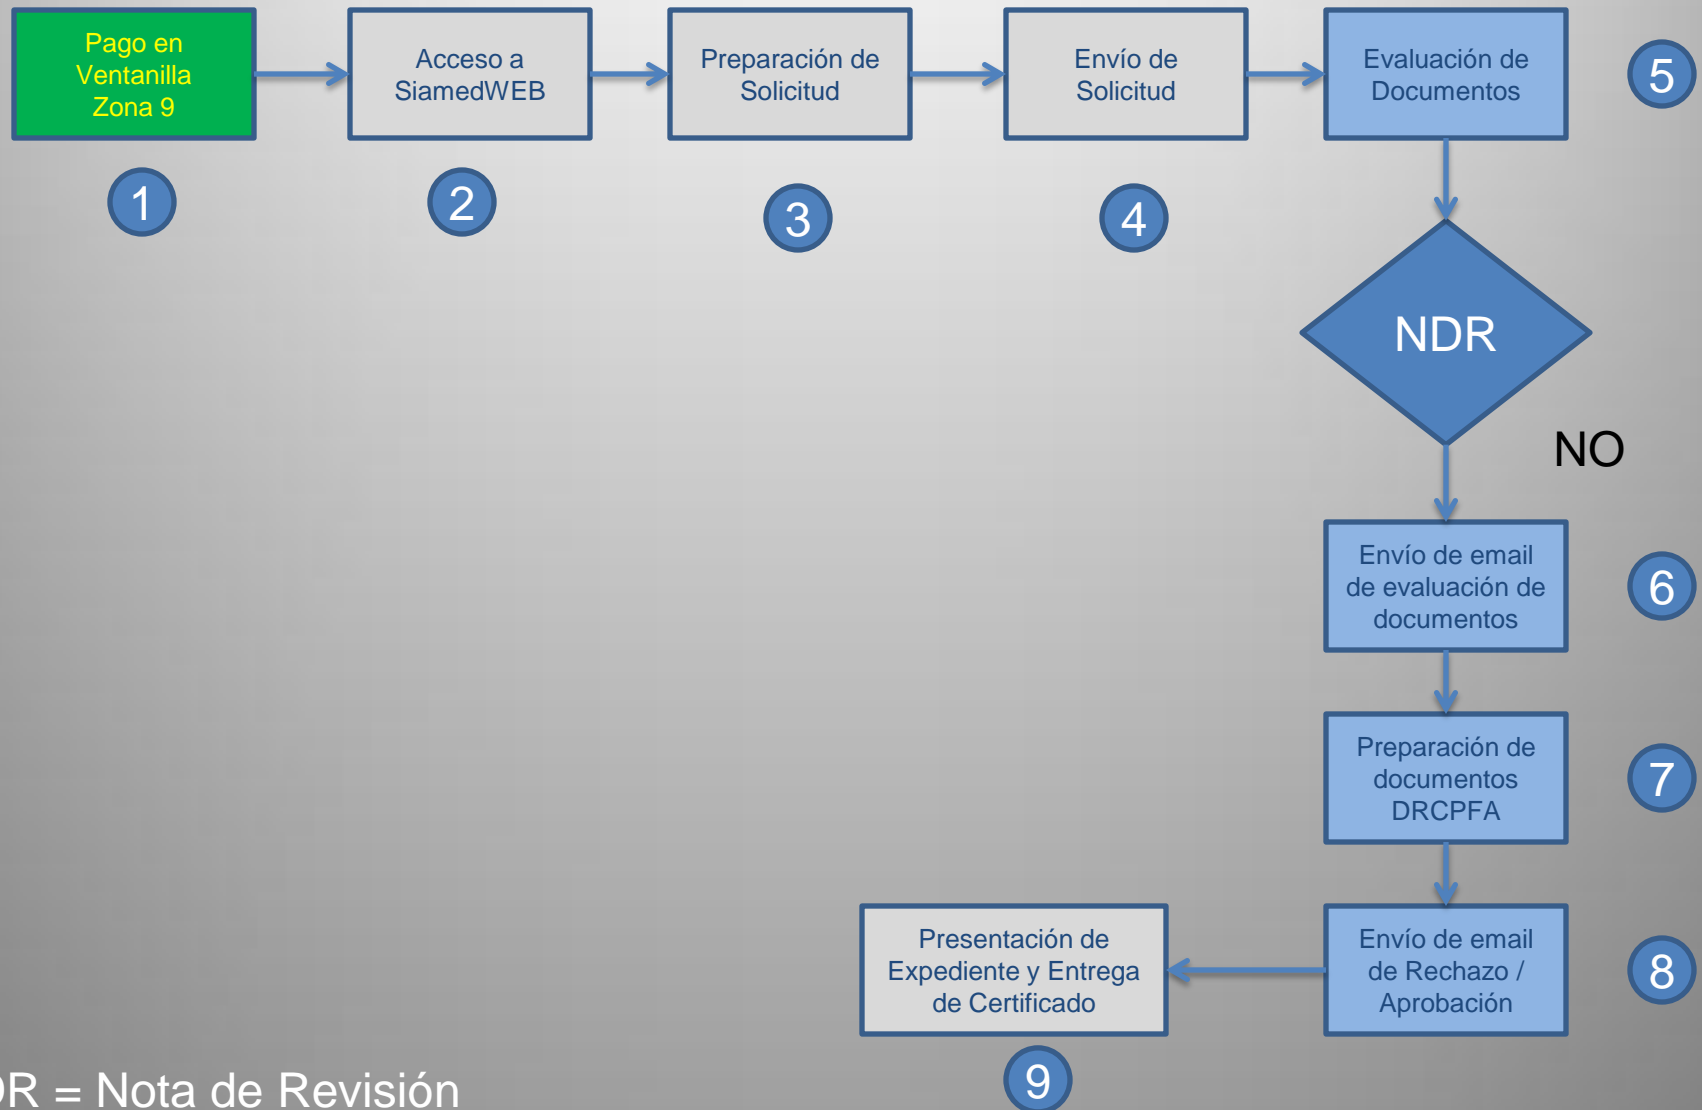 Pago en
Ventanilla
Zona 9
Acceso a
SiamedWEB
Preparación de
Solicitud
Envío de
Solicitud
Evaluación de
Documentos
5
1
2
3
4
NDR
NO
Envío de email
de evaluación de
documentos
6
Preparación de
documentos
DRCPFA
7
Presentación de
Expediente y Entrega
de Certificado
Envío de email
de Rechazo /
Aprobación
8
9
DR = Nota de Revisión